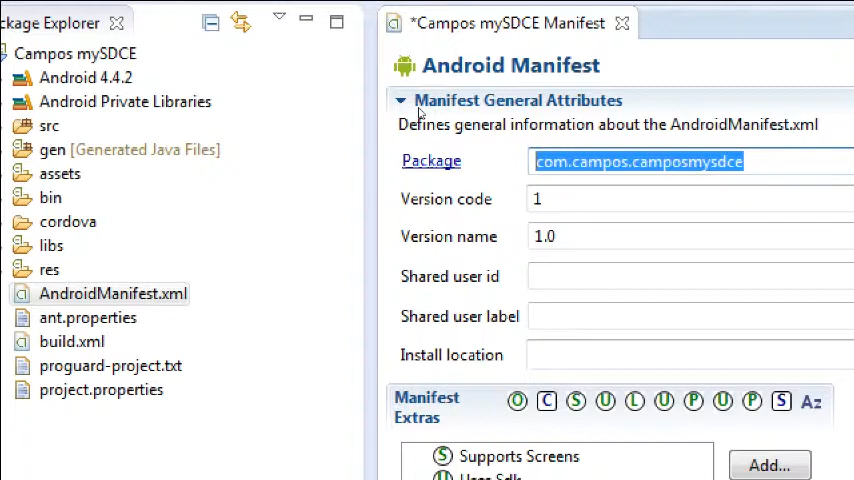 ckage Explorer
Campos mySDCE
Android 4.4.2
Android Private Libraries
src
gen [Generated Java Files]
assets
bin
cordova
libs
res
AndroidManifest.xml
ant.properties
build.xml
proguard-project.txt
project.properties
*Campos mySDCE Manifest
Android Manifest
Manifest General Attributes
Defines general information about the AndroidManifest.xml
Package com.campos.camposmysdce
Version code 1
Version name 1.0
Shared user id
Shared user label
Install location
Manifest Extras O C S U L U P U P S Az
S Supports Screens
Add...
U Uses Sdk